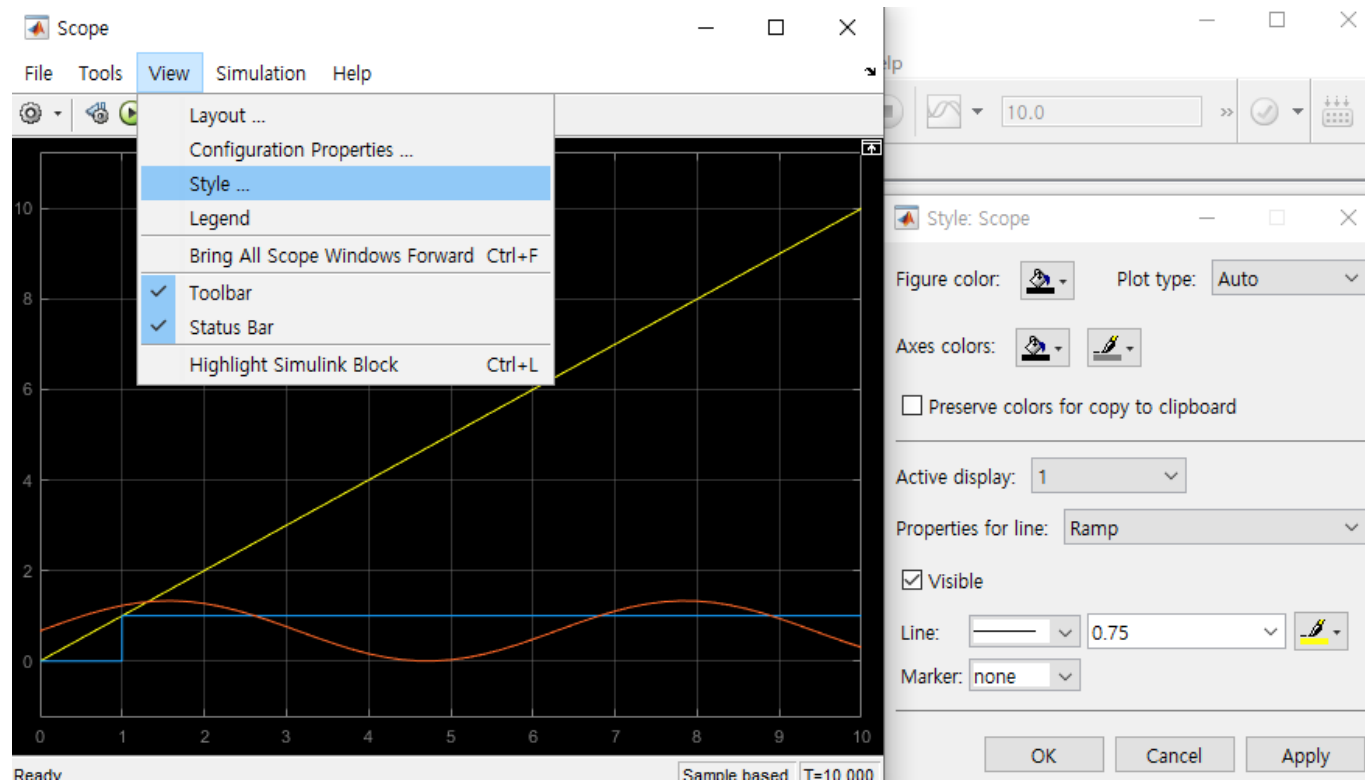 Scope
File Tools View Simulation Help
Layout ...
Configuration Properties ...
Style ...
Legend
Bring All Scope Windows Forward Ctrl+F
Toolbar
Status Bar
Highlight Simulink Block Ctrl+L
10
8
6
4
2
0
0 1 2 3 4 5 6 7 8 9 10
Ready
Sample based T=10.000
lp
10.0
Style: Scope
Figure color: Plot type: Auto
Axes colors:
Preserve colors for copy to clipboard
Active display: 1
Properties for line: Ramp
Visible
Line: 0.75
Marker: none
OK Cancel Apply